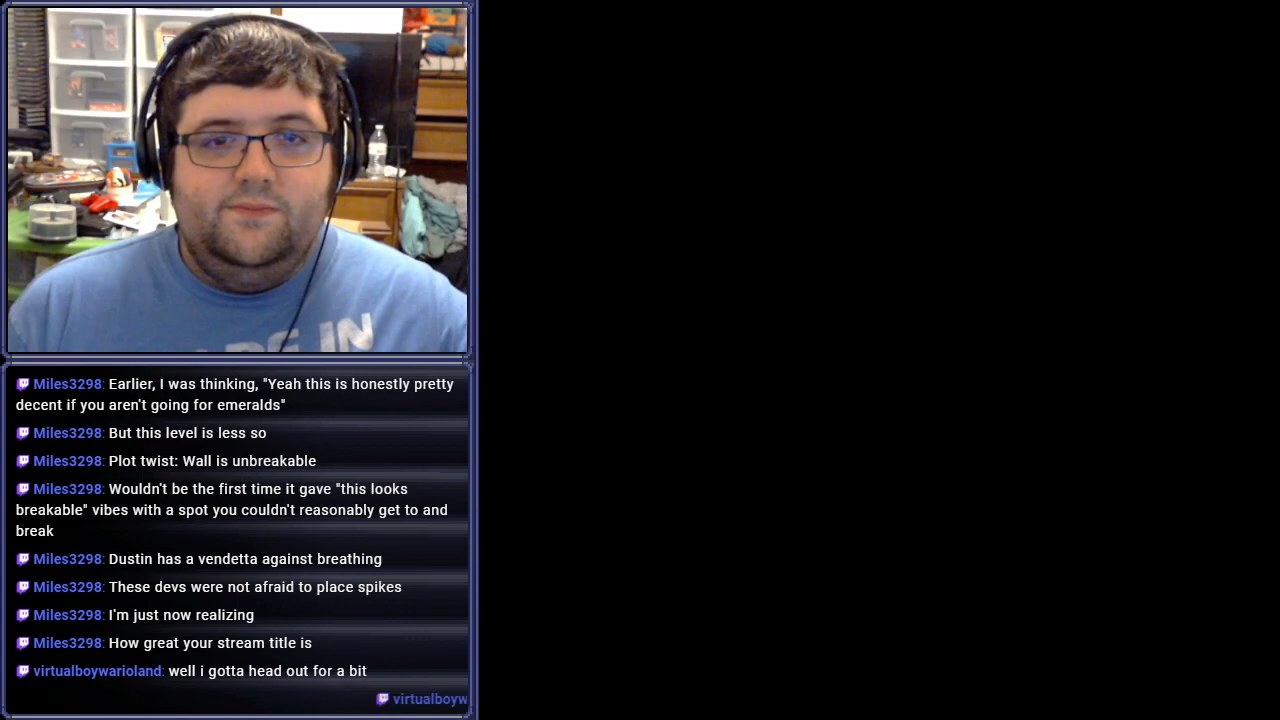 Miles3298: Earlier, I was thinking, "Yeah this is honestly pretty
decent if you aren't going for emeralds"
Miles3298: But this level is less so
Miles3298: Plot twist: Wall is unbreakable
Miles3298: Wouldn't be the first time it gave "this looks
breakable" vibes with a spot you couldn't reasonably get to and
break
Miles3298: Dustin has a vendetta against breathing
Miles3298: These devs were not afraid to place spikes
Miles3298: I'm just now realizing
Miles3298: How great your stream title is
virtualboywarioland: well i gotta head out for a bit
virtualboyw